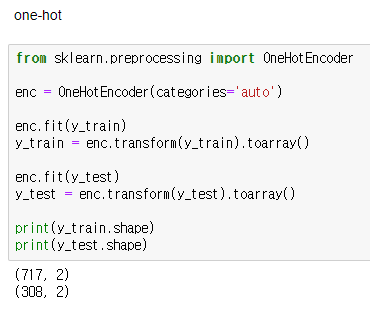 one-hot
from sklearn.preprocessing import OneHotEncoder
enc = OneHotEncoder(categories='auto')
enc.fit(y_train)
y_train = enc.transform(y_train).toarray()
enc.fit(y_test)
y_test = enc.transform(y_test).toarray()
print(y_train.shape)
print(y_test.shape)
(717, 2)
(308, 2)